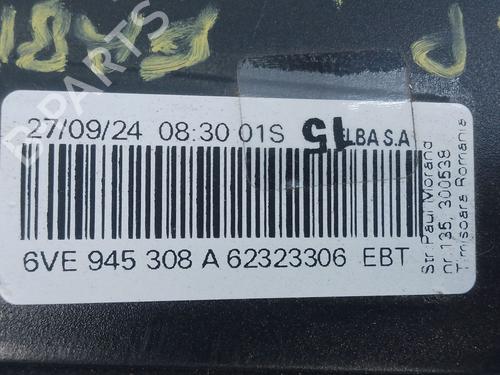 27/09/24 08:30 01S 15 ELBA S.A
6VE 945 308 A 62323306 EBT
Str Paul Morand
nr. 135, 300538
Timisoara Romania